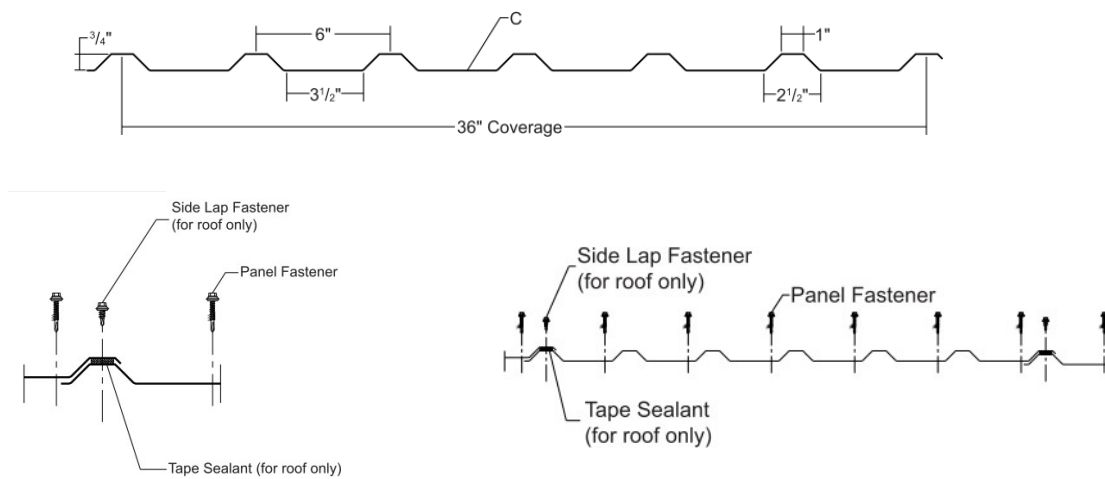 C
3/4"
6"
1"
3 1/2"
2 1/2"
36" Coverage
Side Lap Fastener
(for roof only)
Panel Fastener
Tape Sealant (for roof only)
Side Lap Fastener
(for roof only)
Panel Fastener
Tape Sealant
(for roof only)